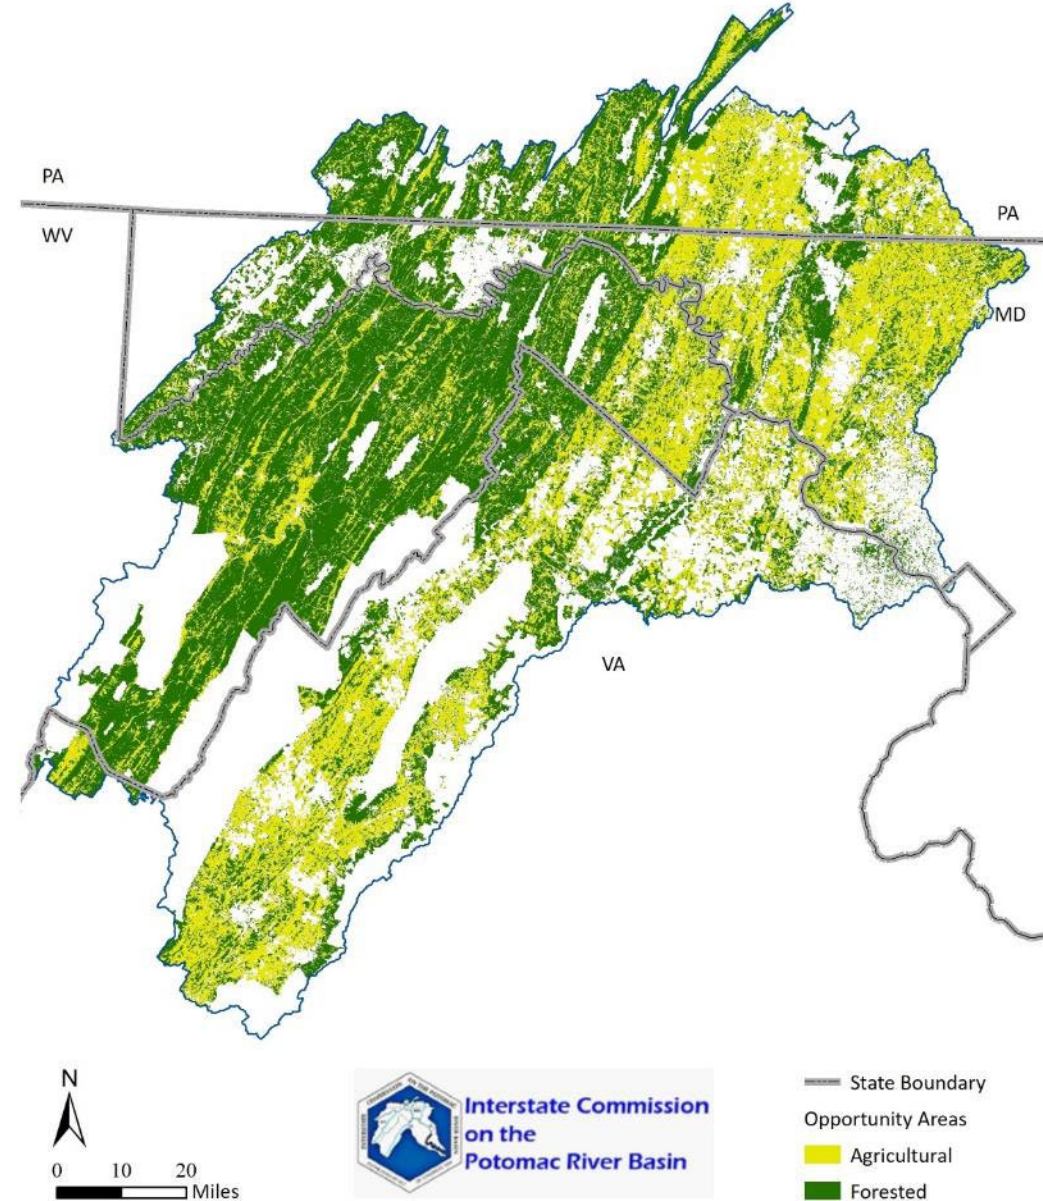 PA
PA
WV
MD
VA
N
0 10 20
Miles
Interstate Commission
on the
Potomac River Basin
State Boundary
Opportunity Areas
Agricultural
Forested